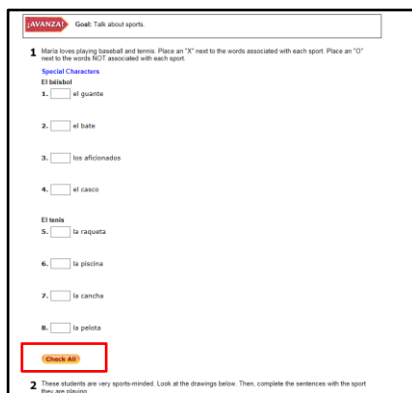 ¡AVANZA! Goal: Talk about sports.
1 María loves playing baseball and tennis. Place an "X" next to the words associated with each sport. Place an "O"
next to the words NOT associated with each sport.
Special Characters
El béisbol
1. el guante
2. el bate
3. los aficionados
4. el casco
El tenis
5. la raqueta
6. la piscina
7. la cancha
8. la pelota
Check All
2 These students are very sports-minded. Look at the drawings below. Then, complete the sentences with the sport
they are playing.